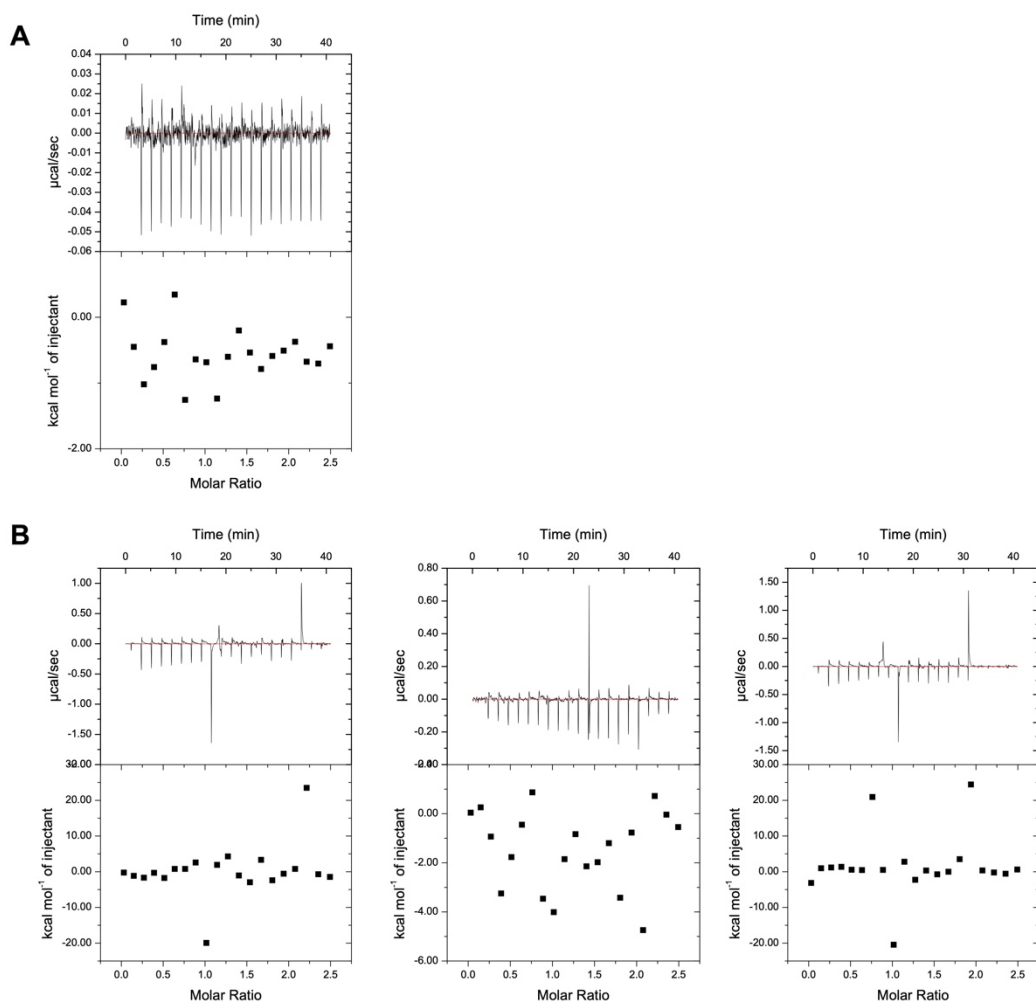 A
Time (min)
0 10 20 30 40
0.04
0.03
0.02
0.01
0.00
-0.01
-0.02
-0.03
-0.04
-0.05
-0.06
µcal/sec
0.00
-2.00
kcal mol⁻¹ of injectant
0.0 0.5 1.0 1.5 2.0 2.5
Molar Ratio
B
Time (min)
0 10 20 30 40
1.00
0.50
0.00
-0.50
-1.00
-1.50
µcal/sec
30.00
20.00
10.00
0.00
-10.00
-20.00
kcal mol⁻¹ of injectant
0.0 0.5 1.0 1.5 2.0 2.5
Molar Ratio
Time (min)
0 10 20 30 40
0.80
0.60
0.40
0.20
0.00
-0.20
µcal/sec
0.00
-2.00
-4.00
-6.00
kcal mol⁻¹ of injectant
0.0 0.5 1.0 1.5 2.0 2.5
Molar Ratio
Time (min)
0 10 20 30 40
1.50
1.00
0.50
0.00
-0.50
-1.00
-1.50
µcal/sec
30.00
20.00
10.00
0.00
-10.00
-20.00
kcal mol⁻¹ of injectant
0.0 0.5 1.0 1.5 2.0 2.5
Molar Ratio